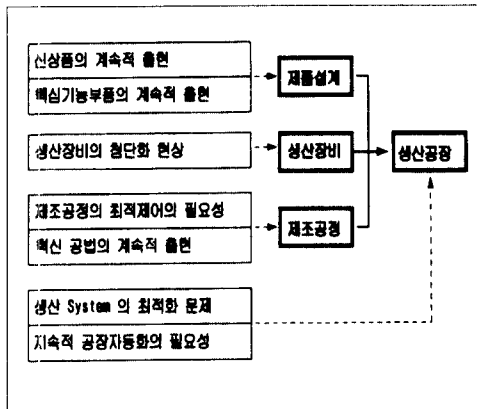 신상품의 계속적 출현
핵심기능부품의 계속적 출현
제품설계
생산장비의 첨단화 현상
생산장비
생산공장
제조공정의 최적제어의 필요성
혁신 공법의 계속적 출현
제조공정
생산 System 의 최적화 문제
지속적 공장자동화의 필요성